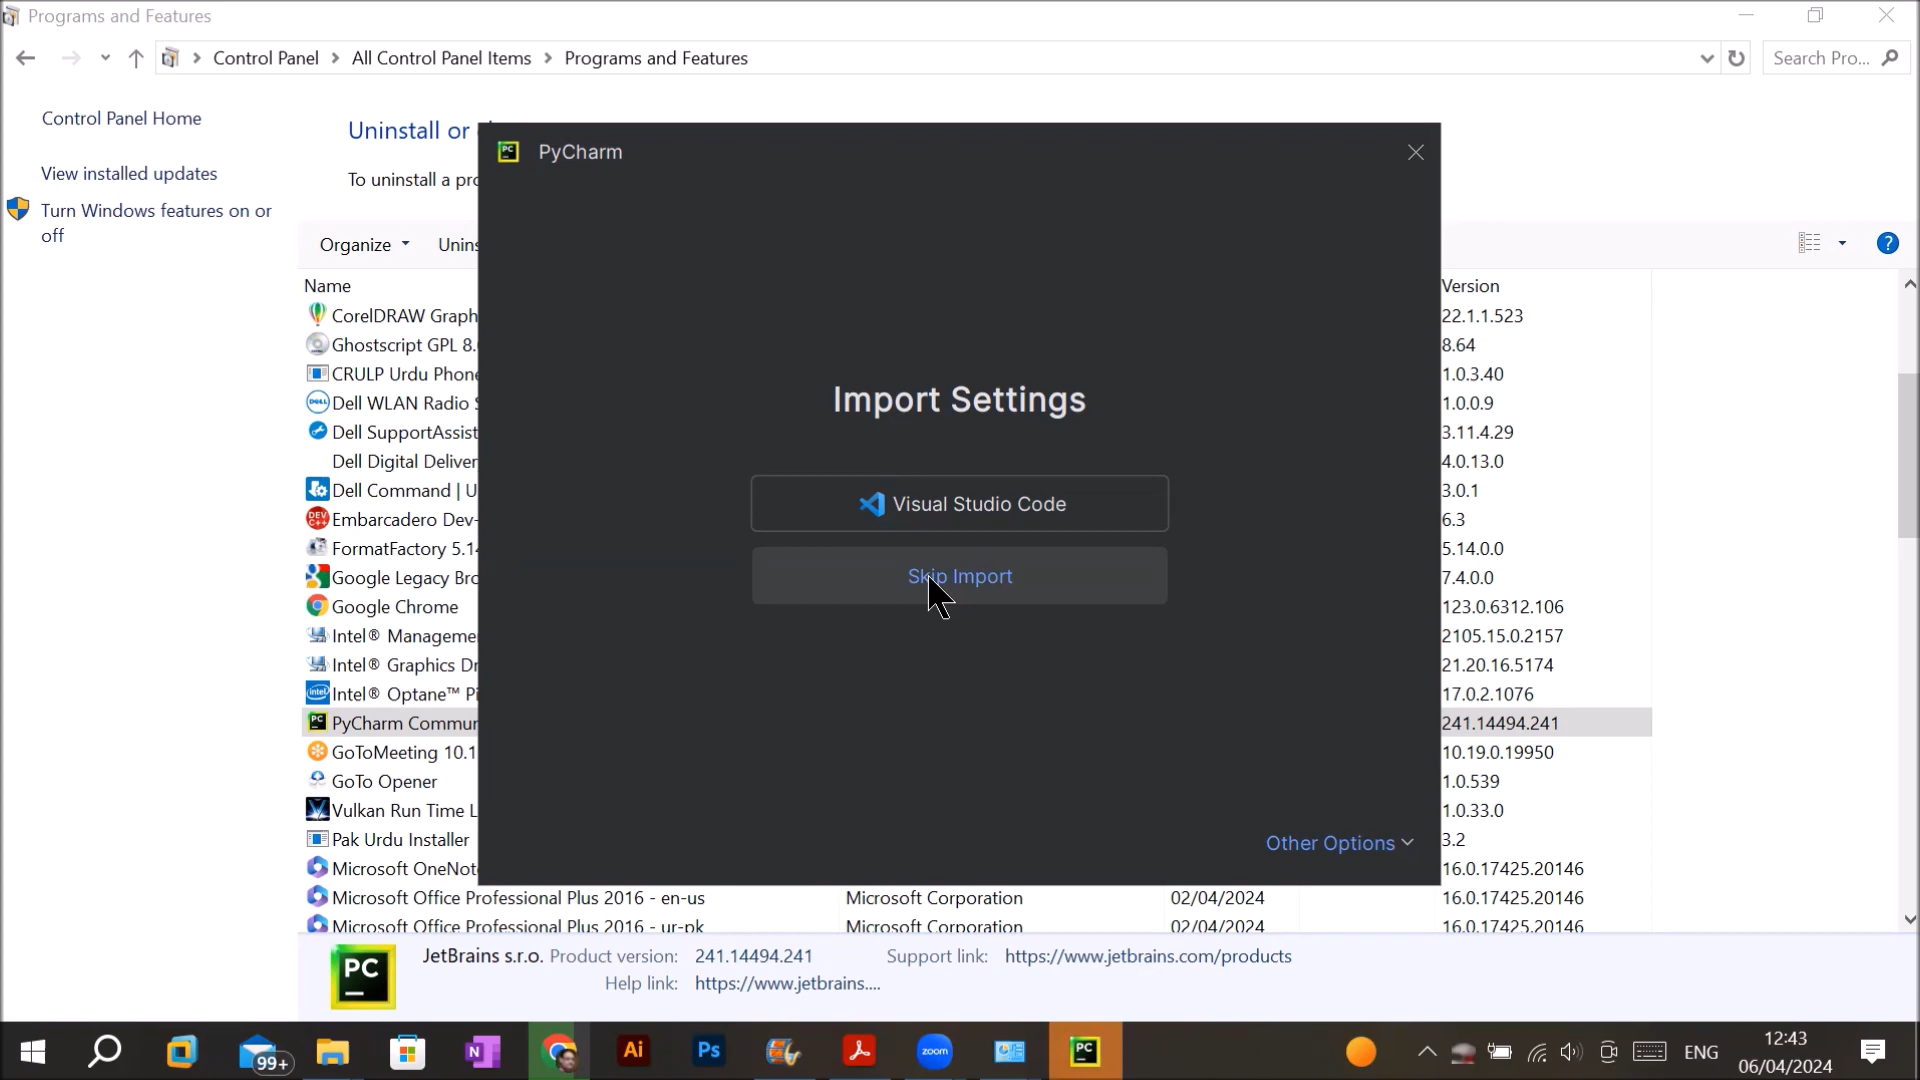 Programs and Features
Control Panel > All Control Panel Items > Programs and Features
Search Pro...
Control Panel Home
View installed updates
Turn Windows features on or
off
Uninstall or
To uninstall a pro
Organize
Unins
PyCharm
Import Settings
Visual Studio Code
Skip Import
Other Options
Name Version
CorelDRAW Graph 22.1.1.523
Ghostscript GPL 8. 8.64
CRULP Urdu Phone 1.0.3.40
Dell WLAN Radio 1.0.0.9
Dell SupportAssist 3.11.4.29
Dell Digital Deliver 4.0.13.0
Dell Command | U 3.0.1
Embarcadero Dev- 6.3
FormatFactory 5.14 5.14.0.0
Google Legacy Bro 7.4.0.0
Google Chrome 123.0.6312.106
Intel® Manageme 2105.15.0.2157
Intel® Graphics Dr 21.20.16.5174
Intel® Optane™ Pi 17.0.2.1076
PyCharm Commun 241.14494.241
GoToMeeting 10.1 10.19.0.19950
GoTo Opener 1.0.539
Vulkan Run Time L 1.0.33.0
Pak Urdu Installer 3.2
Microsoft OneNot 16.0.17425.20146
Microsoft Office Professional Plus 2016 - en-us Microsoft Corporation 02/04/2024 16.0.17425.20146
Microsoft Office Professional Plus 2016 - ur-pk Microsoft Corporation 02/04/2024 16.0.17425.20146
JetBrains s.r.o. Product version: 241.14494.241 Support link: https://www.jetbrains.com/products
Help link: https://www.jetbrains....
99+
Ai
Ps
zoom
PC
ENG
12:43
06/04/2024